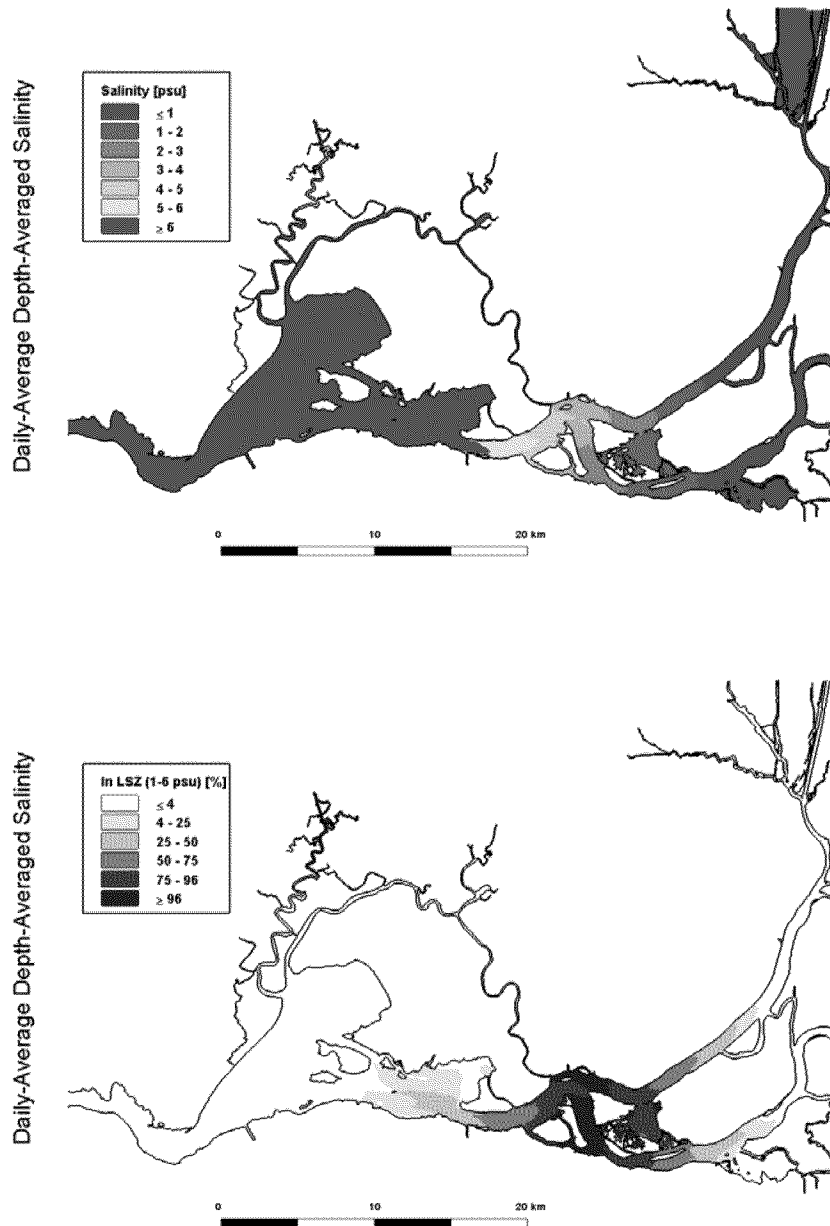 Daily-Average Depth-Averaged Salinity
Salinity [psu]
≤ 1
1 - 2
2 - 3
3 - 4
4 - 5
5 - 6
≥ 6
0 10 20 km
Daily-Average Depth-Averaged Salinity
In LSZ (1-6 psu) [%]
≤ 4
4 - 25
25 - 50
50 - 75
75 - 96
≥ 96
0 10 20 km